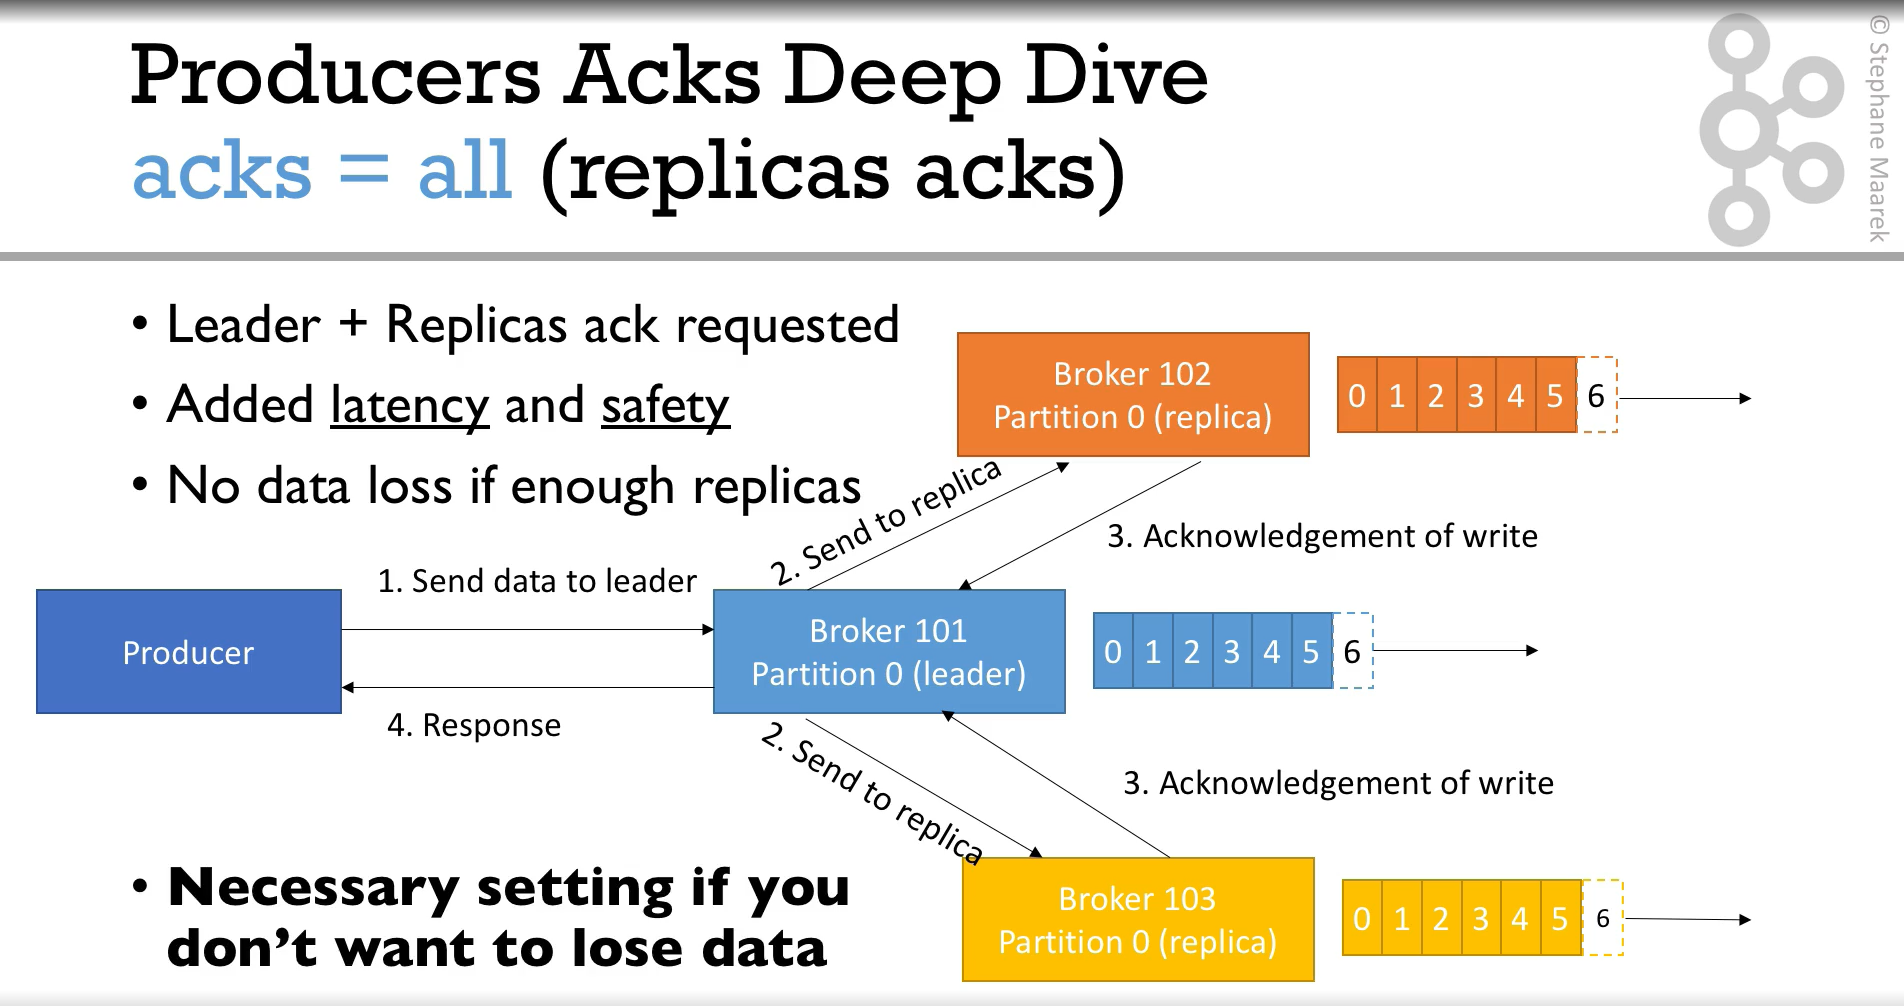 Producers Acks Deep Dive
acks = all (replicas acks)
© Stephane Maarek
• Leader + Replicas ack requested
• Added latency and safety
• No data loss if enough replicas
Broker 102
Partition 0 (replica)
0 1 2 3 4 5 6
2. Send to replica
3. Acknowledgement of write
1. Send data to leader
Producer
Broker 101
Partition 0 (leader)
0 1 2 3 4 5 6
4. Response
2. Send to replica
3. Acknowledgement of write
• Necessary setting if you
don’t want to lose data
Broker 103
Partition 0 (replica)
0 1 2 3 4 5 6